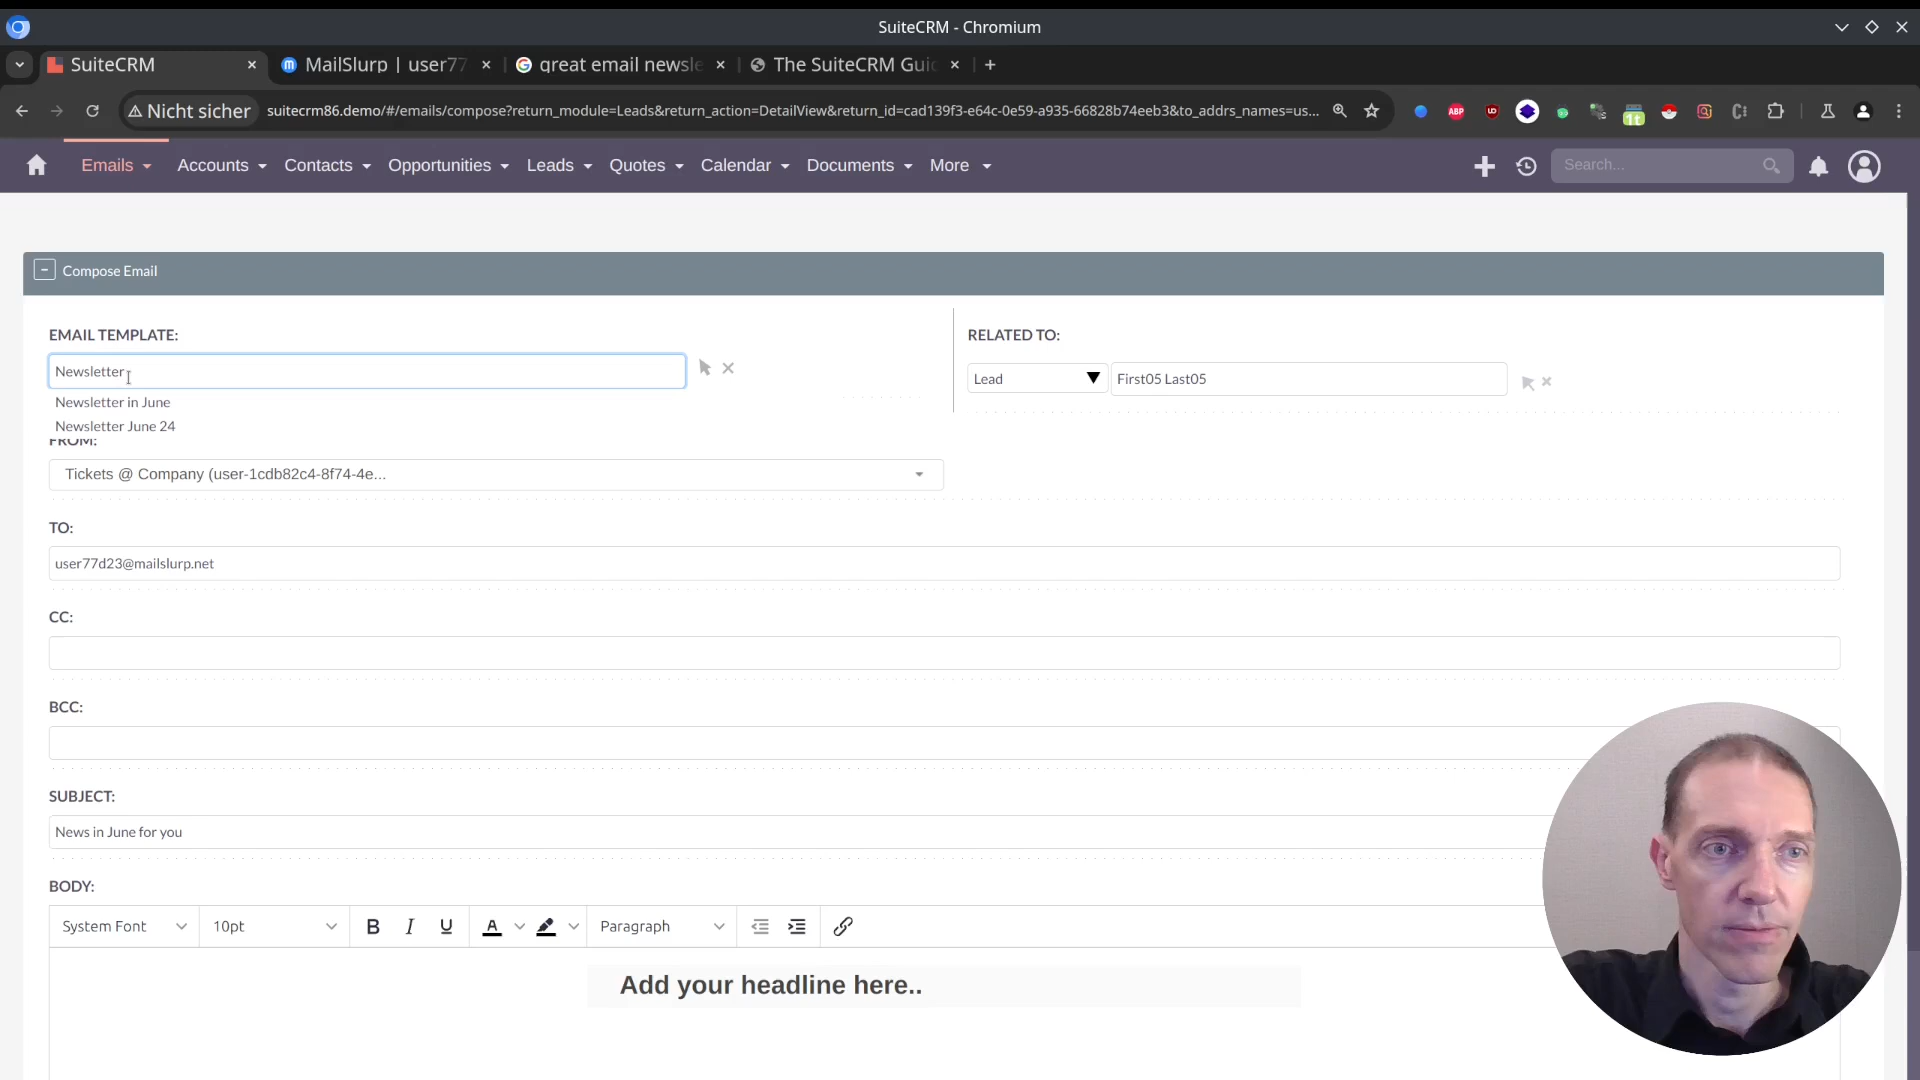 SuiteCRM - Chromium
SuiteCRM
MailSlurp | user77
great email newsle
The SuiteCRM Gui
Nicht sicher
suitecrm86.demo/#/emails/compose?return_module=Leads&return_action=DetailView&return_id=cad139f3-e64c-0e59-a935-66828b74eeb3&to_addrs_names=us...
ABP
1t
Emails
Accounts
Contacts
Opportunities
Leads
Quotes
Calendar
Documents
More
Search...
Compose Email
EMAIL TEMPLATE:
RELATED TO:
Newsletter
Lead
First05 Last05
Newsletter in June
Newsletter June 24
FROM:
Tickets @ Company (user-1cdb82c4-8f74-4e...
TO:
user77d23@mailslurp.net
CC:
BCC:
SUBJECT:
News in June for you
BODY:
System Font
10pt
B
I
U
A
Paragraph
Add your headline here..